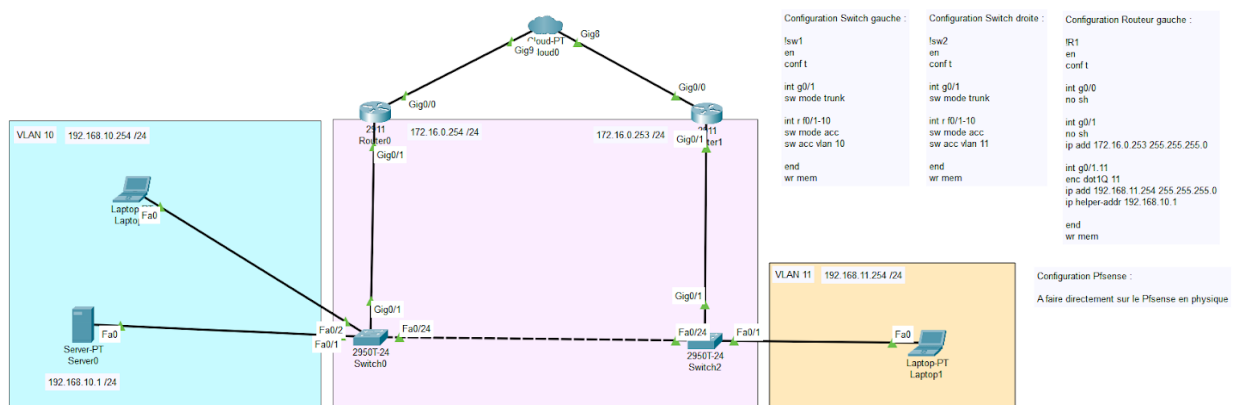 Cloud-PT
loud0
Gig9
Gig8
Gig0/0
Gig0/0
2911
Router0
172.16.0.254 /24
172.16.0.253 /24
2911
uter1
Gig0/1
Gig0/1
VLAN 10 192.168.10.254 /24
Laptop
Lapto
Fa0
Gig0/1
Gig0/1
Fa0
Server-PT
Server0
192.168.10.1 /24
Fa0/2
Fa0/1
Fa0/24
2950T-24
Switch0
Fa0/24
Fa0/1
2950T-24
Switch2
VLAN 11 192.168.11.254 /24
Fa0
Laptop-PT
Laptop1
Configuration Switch gauche :
!sw1
en
conf t
int g0/1
sw mode trunk
int r f0/1-10
sw mode acc
sw acc vlan 10
end
wr mem
Configuration Switch droite :
!sw2
en
conf t
int g0/1
sw mode trunk
int r f0/1-10
sw mode acc
sw acc vlan 11
end
wr mem
Configuration Routeur gauche :
!R1
en
conf t
int g0/0
no sh
int g0/1
no sh
ip add 172.16.0.253 255.255.255.0
int g0/1.11
enc dot1Q 11
ip add 192.168.11.254 255.255.255.0
ip helper-addr 192.168.10.1
end
wr mem
Configuration Pfsense :
A faire directement sur le Pfsense en physique